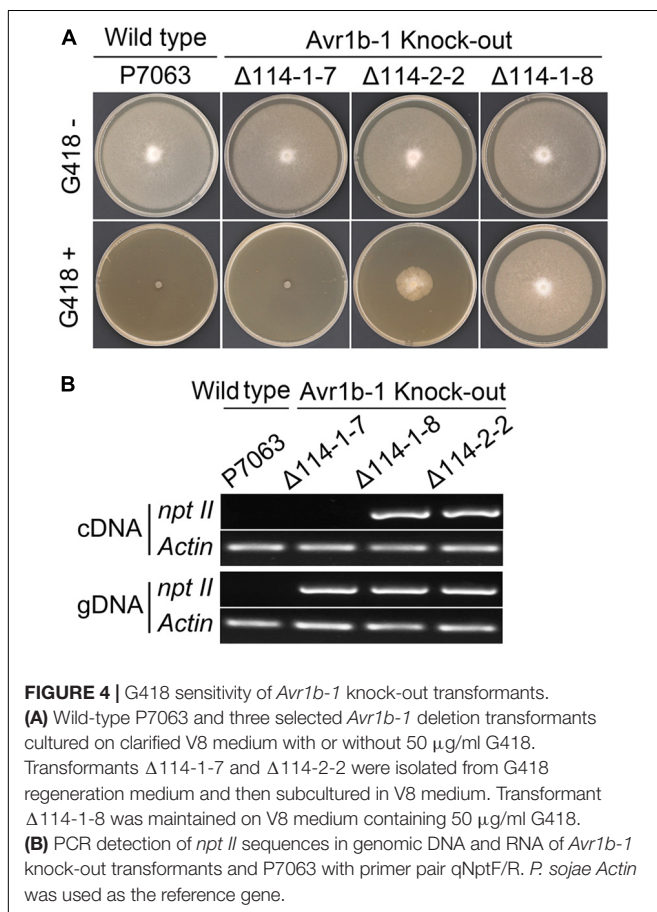 A
Wild type
Avr1b-1 Knock-out
P7063
Δ114-1-7
Δ114-2-2
Δ114-1-8
G418 -
G418 +
B
Wild type
Avr1b-1 Knock-out
P7063
Δ114-1-7
Δ114-1-8
Δ114-2-2
cDNA
npt II
Actin
gDNA
npt II
Actin
FIGURE 4 | G418 sensitivity of Avr1b-1 knock-out transformants.
(A) Wild-type P7063 and three selected Avr1b-1 deletion transformants
cultured on clarified V8 medium with or without 50 μg/ml G418.
Transformants Δ114-1-7 and Δ114-2-2 were isolated from G418
regeneration medium and then subcultured in V8 medium. Transformant
Δ114-1-8 was maintained on V8 medium containing 50 μg/ml G418.
(B) PCR detection of npt II sequences in genomic DNA and RNA of Avr1b-1
knock-out transformants and P7063 with primer pair qNptF/R. P. sojae Actin
was used as the reference gene.